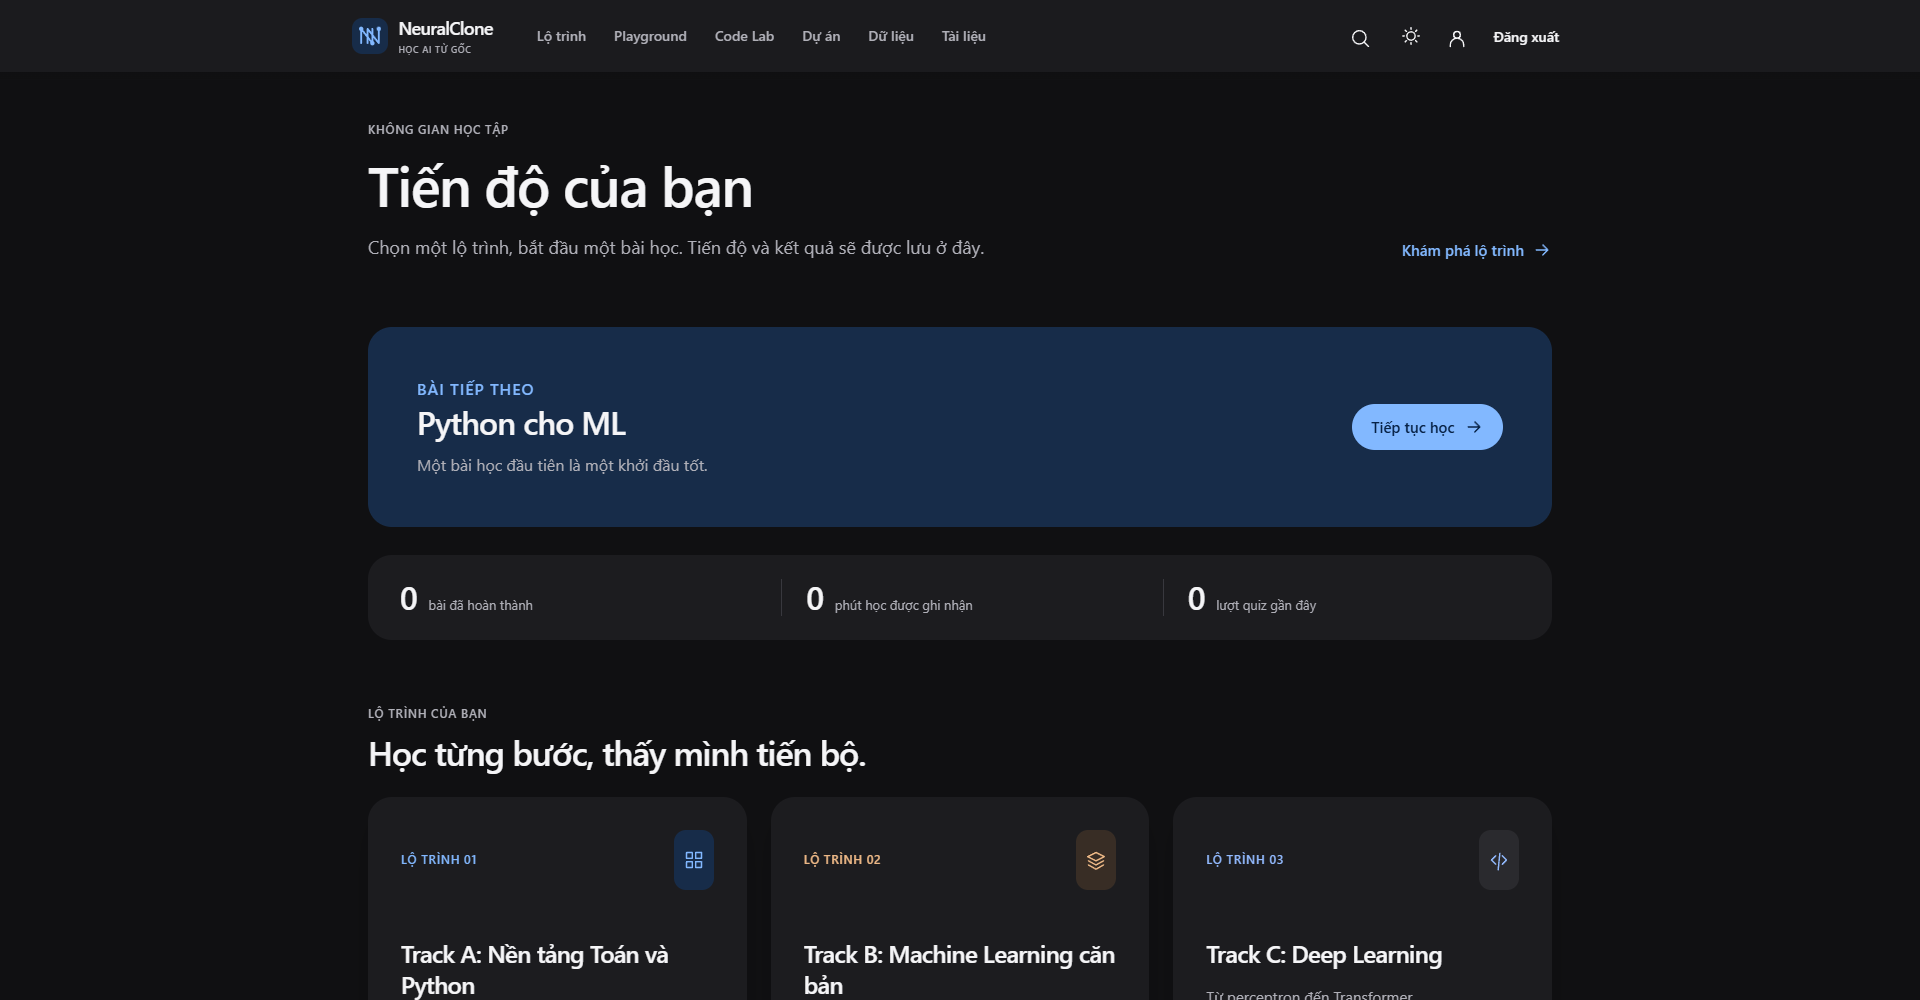 NeuralClone
HỌC AI TỪ GỐC
Lộ trình
Playground
Code Lab
Dự án
Dữ liệu
Tài liệu
Đăng xuất
KHÔNG GIAN HỌC TẬP
Tiến độ của bạn
Chọn một lộ trình, bắt đầu một bài học. Tiến độ và kết quả sẽ được lưu ở đây.
Khám phá lộ trình
BÀI TIẾP THEO
Python cho ML
Một bài học đầu tiên là một khởi đầu tốt.
Tiếp tục học
0 bài đã hoàn thành
0 phút học được ghi nhận
0 lượt quiz gần đây
LỘ TRÌNH CỦA BẠN
Học từng bước, thấy mình tiến bộ.
LỘ TRÌNH 01
Track A: Nền tảng Toán và
Python
LỘ TRÌNH 02
Track B: Machine Learning căn
bản
LỘ TRÌNH 03
Track C: Deep Learning
Từ perceptron đến Transformer